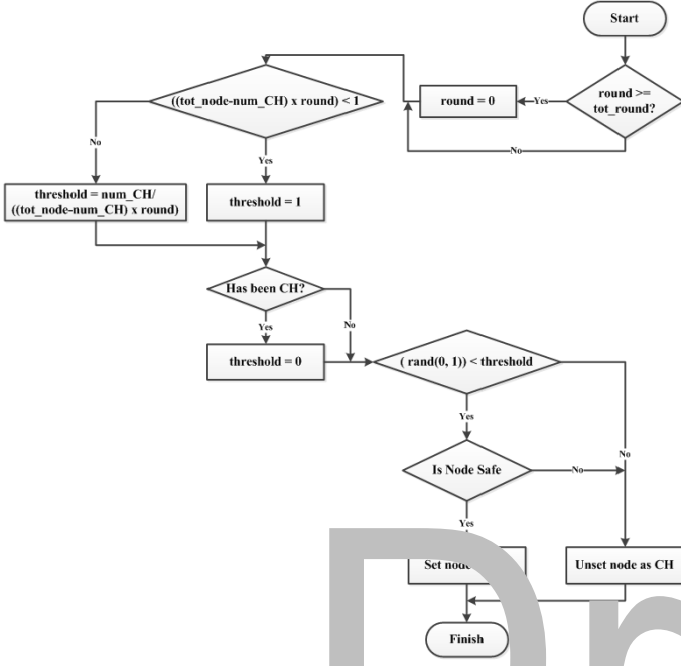 Start
round >=
tot_round?
Yes
round = 0
No
((tot_node-num_CH) x round) < 1
No
Yes
threshold = num_CH/
((tot_node-num_CH) x round)
threshold = 1
Has been CH?
Yes
No
threshold = 0
( rand(0, 1)) < threshold
Yes
No
Is Node Safe
No
Yes
Set node
Unset node as CH
Finish